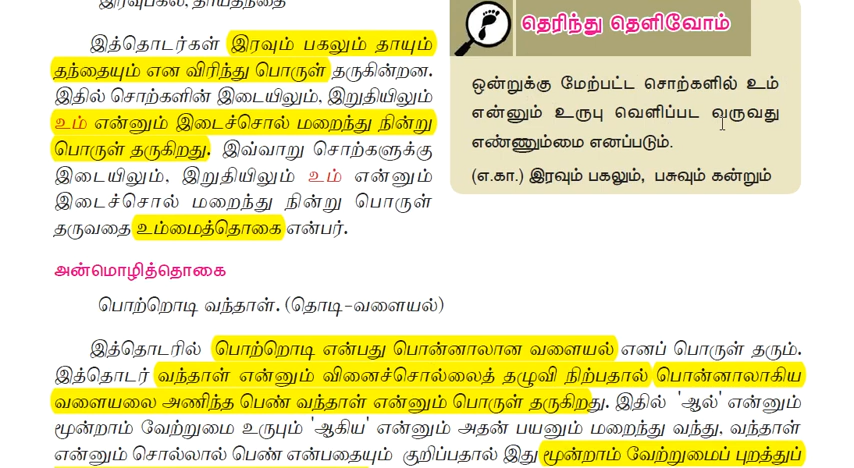 இரவுபகல், தாய்தந்தை
இத்தொடர்கள் இரவும் பகலும் தாயும்
தந்தையும் என விரிந்து பொருள் தருகின்றன.
இதில் சொற்களின் இடையிலும், இறுதியிலும்
உம் என்னும் இடைச்சொல் மறைந்து நின்று
பொருள் தருகிறது. இவ்வாறு சொற்களுக்கு
இடையிலும், இறுதியிலும் உம் என்னும்
இடைச்சொல் மறைந்து நின்று பொருள்
தருவதை உம்மைத்தொகை என்பர்.
தெரிந்து தெளிவோம்
ஒன்றுக்கு மேற்பட்ட சொற்களில் உம்
என்னும் உருபு வெளிப்பட வருவது
எண்ணும்மை எனப்படும்.
(எ.கா.) இரவும் பகலும், பசுவும் கன்றும்
அன்மொழித்தொகை
பொற்றொடி வந்தாள். (தொடி-வளையல்)
இத்தொடரில் பொற்றொடி என்பது பொன்னாலான வளையல் எனப் பொருள் தரும்.
இத்தொடர் வந்தாள் என்னும் வினைச்சொல்லைத் தழுவி நிற்பதால் பொன்னாலாகிய
வளையலை அணிந்த பெண் வந்தாள் என்னும் பொருள் தருகிறது. இதில் 'ஆல்' என்னும்
மூன்றாம் வேற்றுமை உருபும் 'ஆகிய' என்னும் அதன் பயனும் மறைந்து வந்து, வந்தாள்
என்னும் சொல்லால் பெண் என்பதையும் குறிப்பதால் இது மூன்றாம் வேற்றுமைப் புறத்துப்